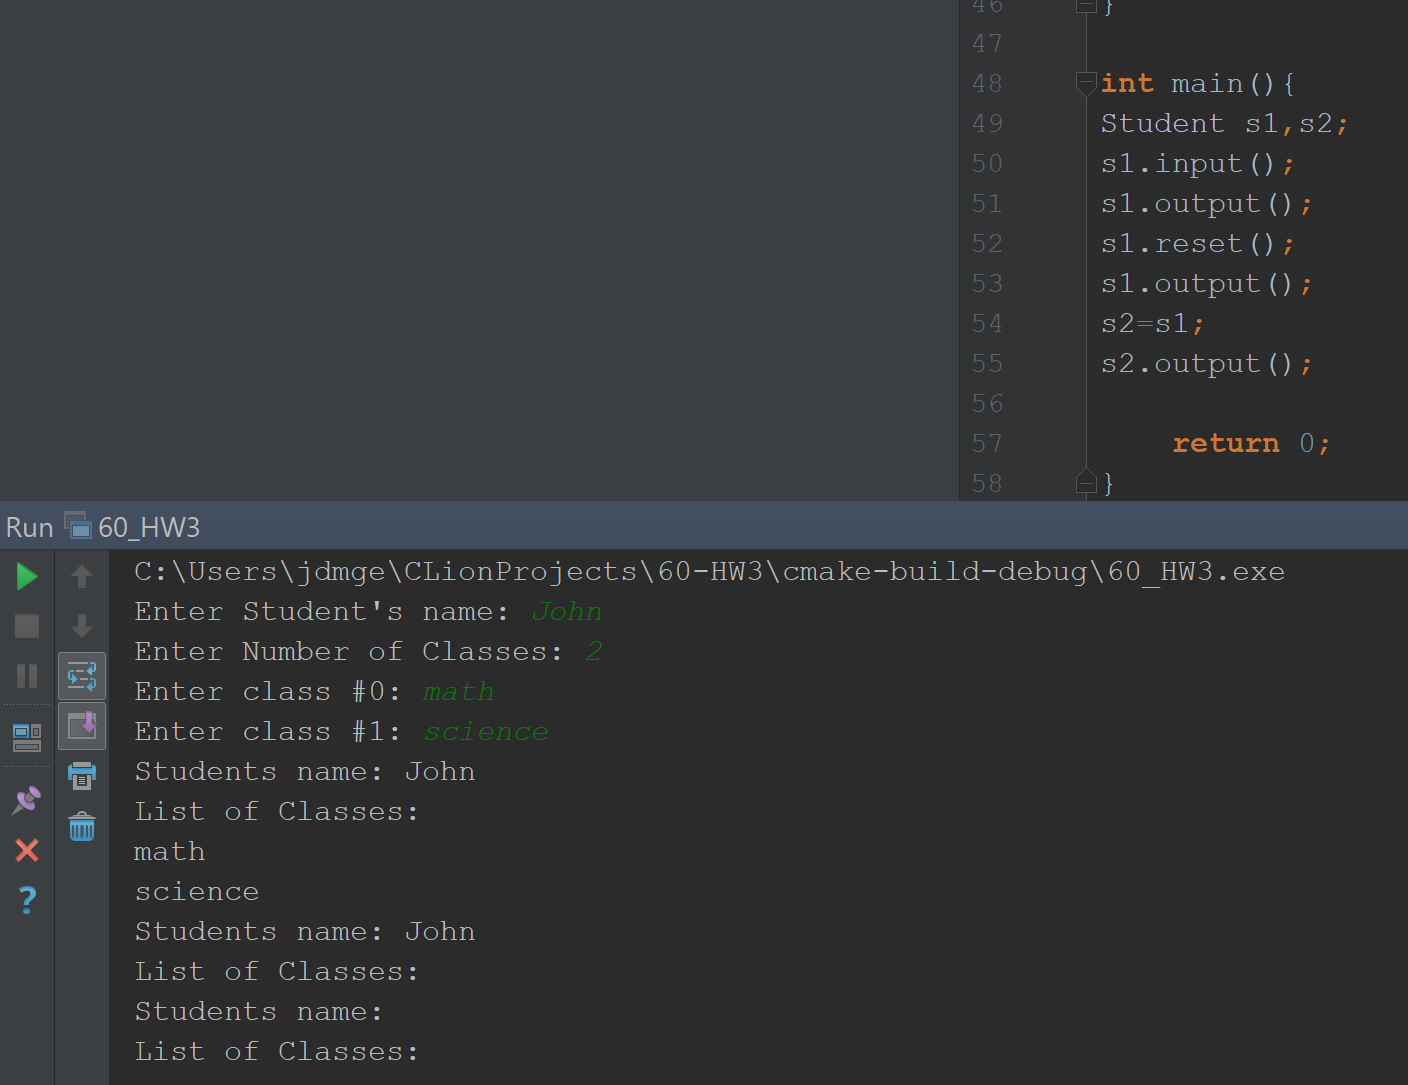 46 }
47
48 int main(){
49 Student s1,s2;
50 s1.input();
51 s1.output();
52 s1.reset();
53 s1.output();
54 s2=s1;
55 s2.output();
56
57 return 0;
58 }
Run 60_HW3
C:\Users\jdmge\CLionProjects\60-HW3\cmake-build-debug\60_HW3.exe
Enter Student's name: John
Enter Number of Classes: 2
Enter class #0: math
Enter class #1: science
Students name: John
List of Classes:
math
science
Students name: John
List of Classes:
Students name:
List of Classes: